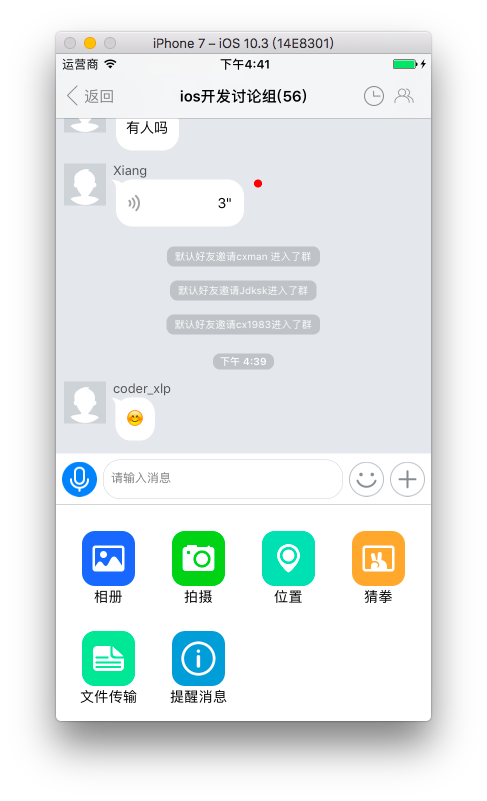 iPhone 7 – iOS 10.3 (14E8301)
运营商 下午4:41
返回 ios开发讨论组(56)
有人吗
Xiang
3"
默认好友邀请cxman 进入了群
默认好友邀请Jdksk进入了群
默认好友邀请cx1983进入了群
下午 4:39
coder_xlp
请输入消息
相册 拍摄 位置 猜拳
文件传输 提醒消息